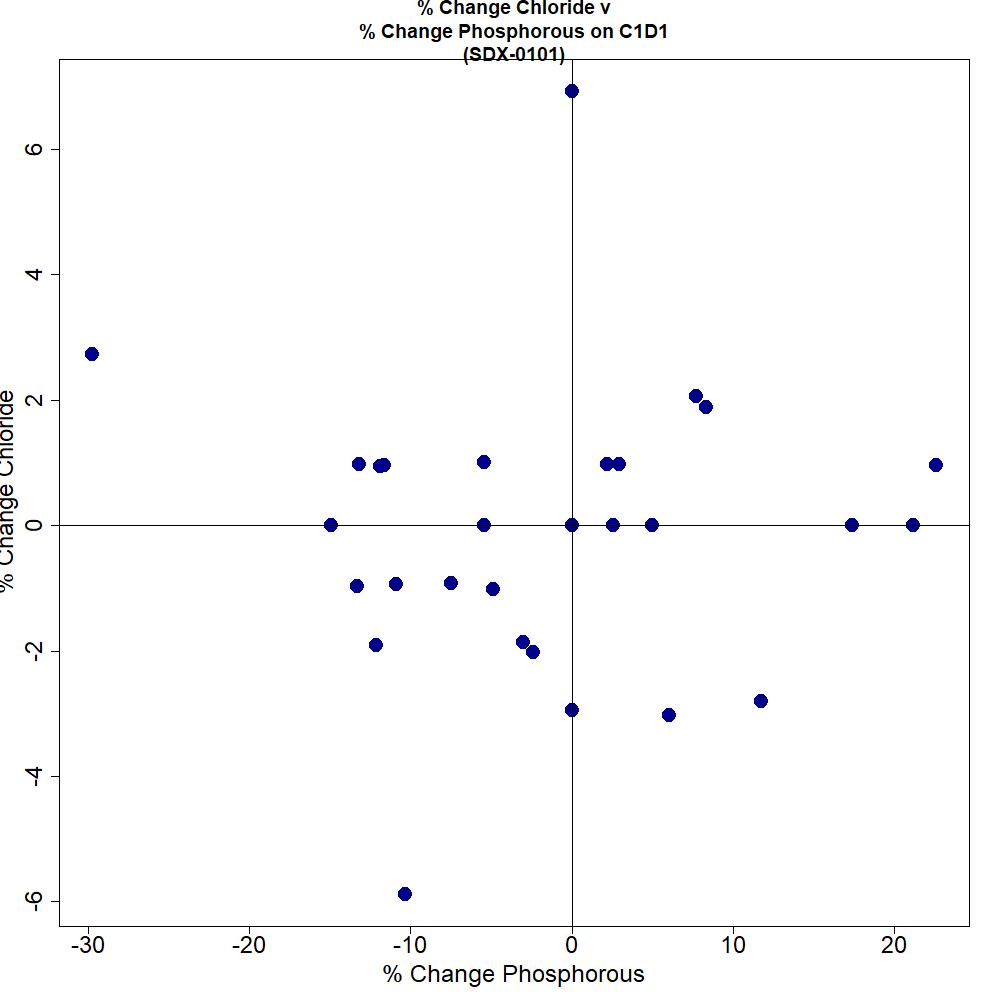 % Change Chloride v
% Change Phosphorous on C1D1
(SDX-0101)
% Change Chloride
6
4
2
0
-2
-4
-6
-30
-20
-10
0
10
20
% Change Phosphorous